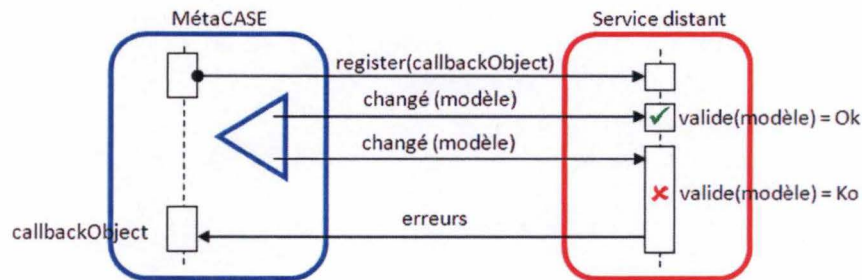 MétaCASE
Service distant
register(callbackObject)
changé (modèle)
valide(modèle) = Ok
changé (modèle)
valide(modèle) = Ko
erreurs
callbackObject